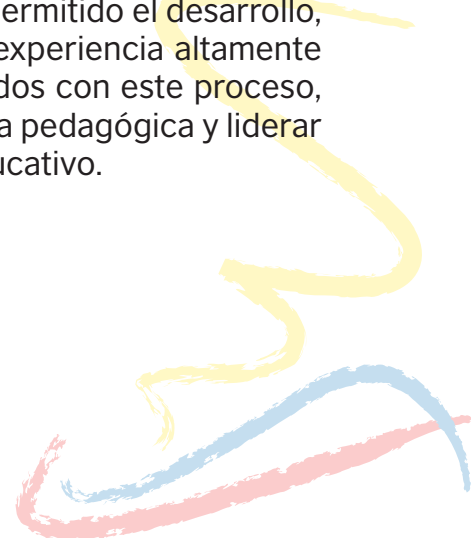 ermitido el desarrollo,
experiencia altamente
dos con este proceso,
a pedagógica y liderar
ucativo.